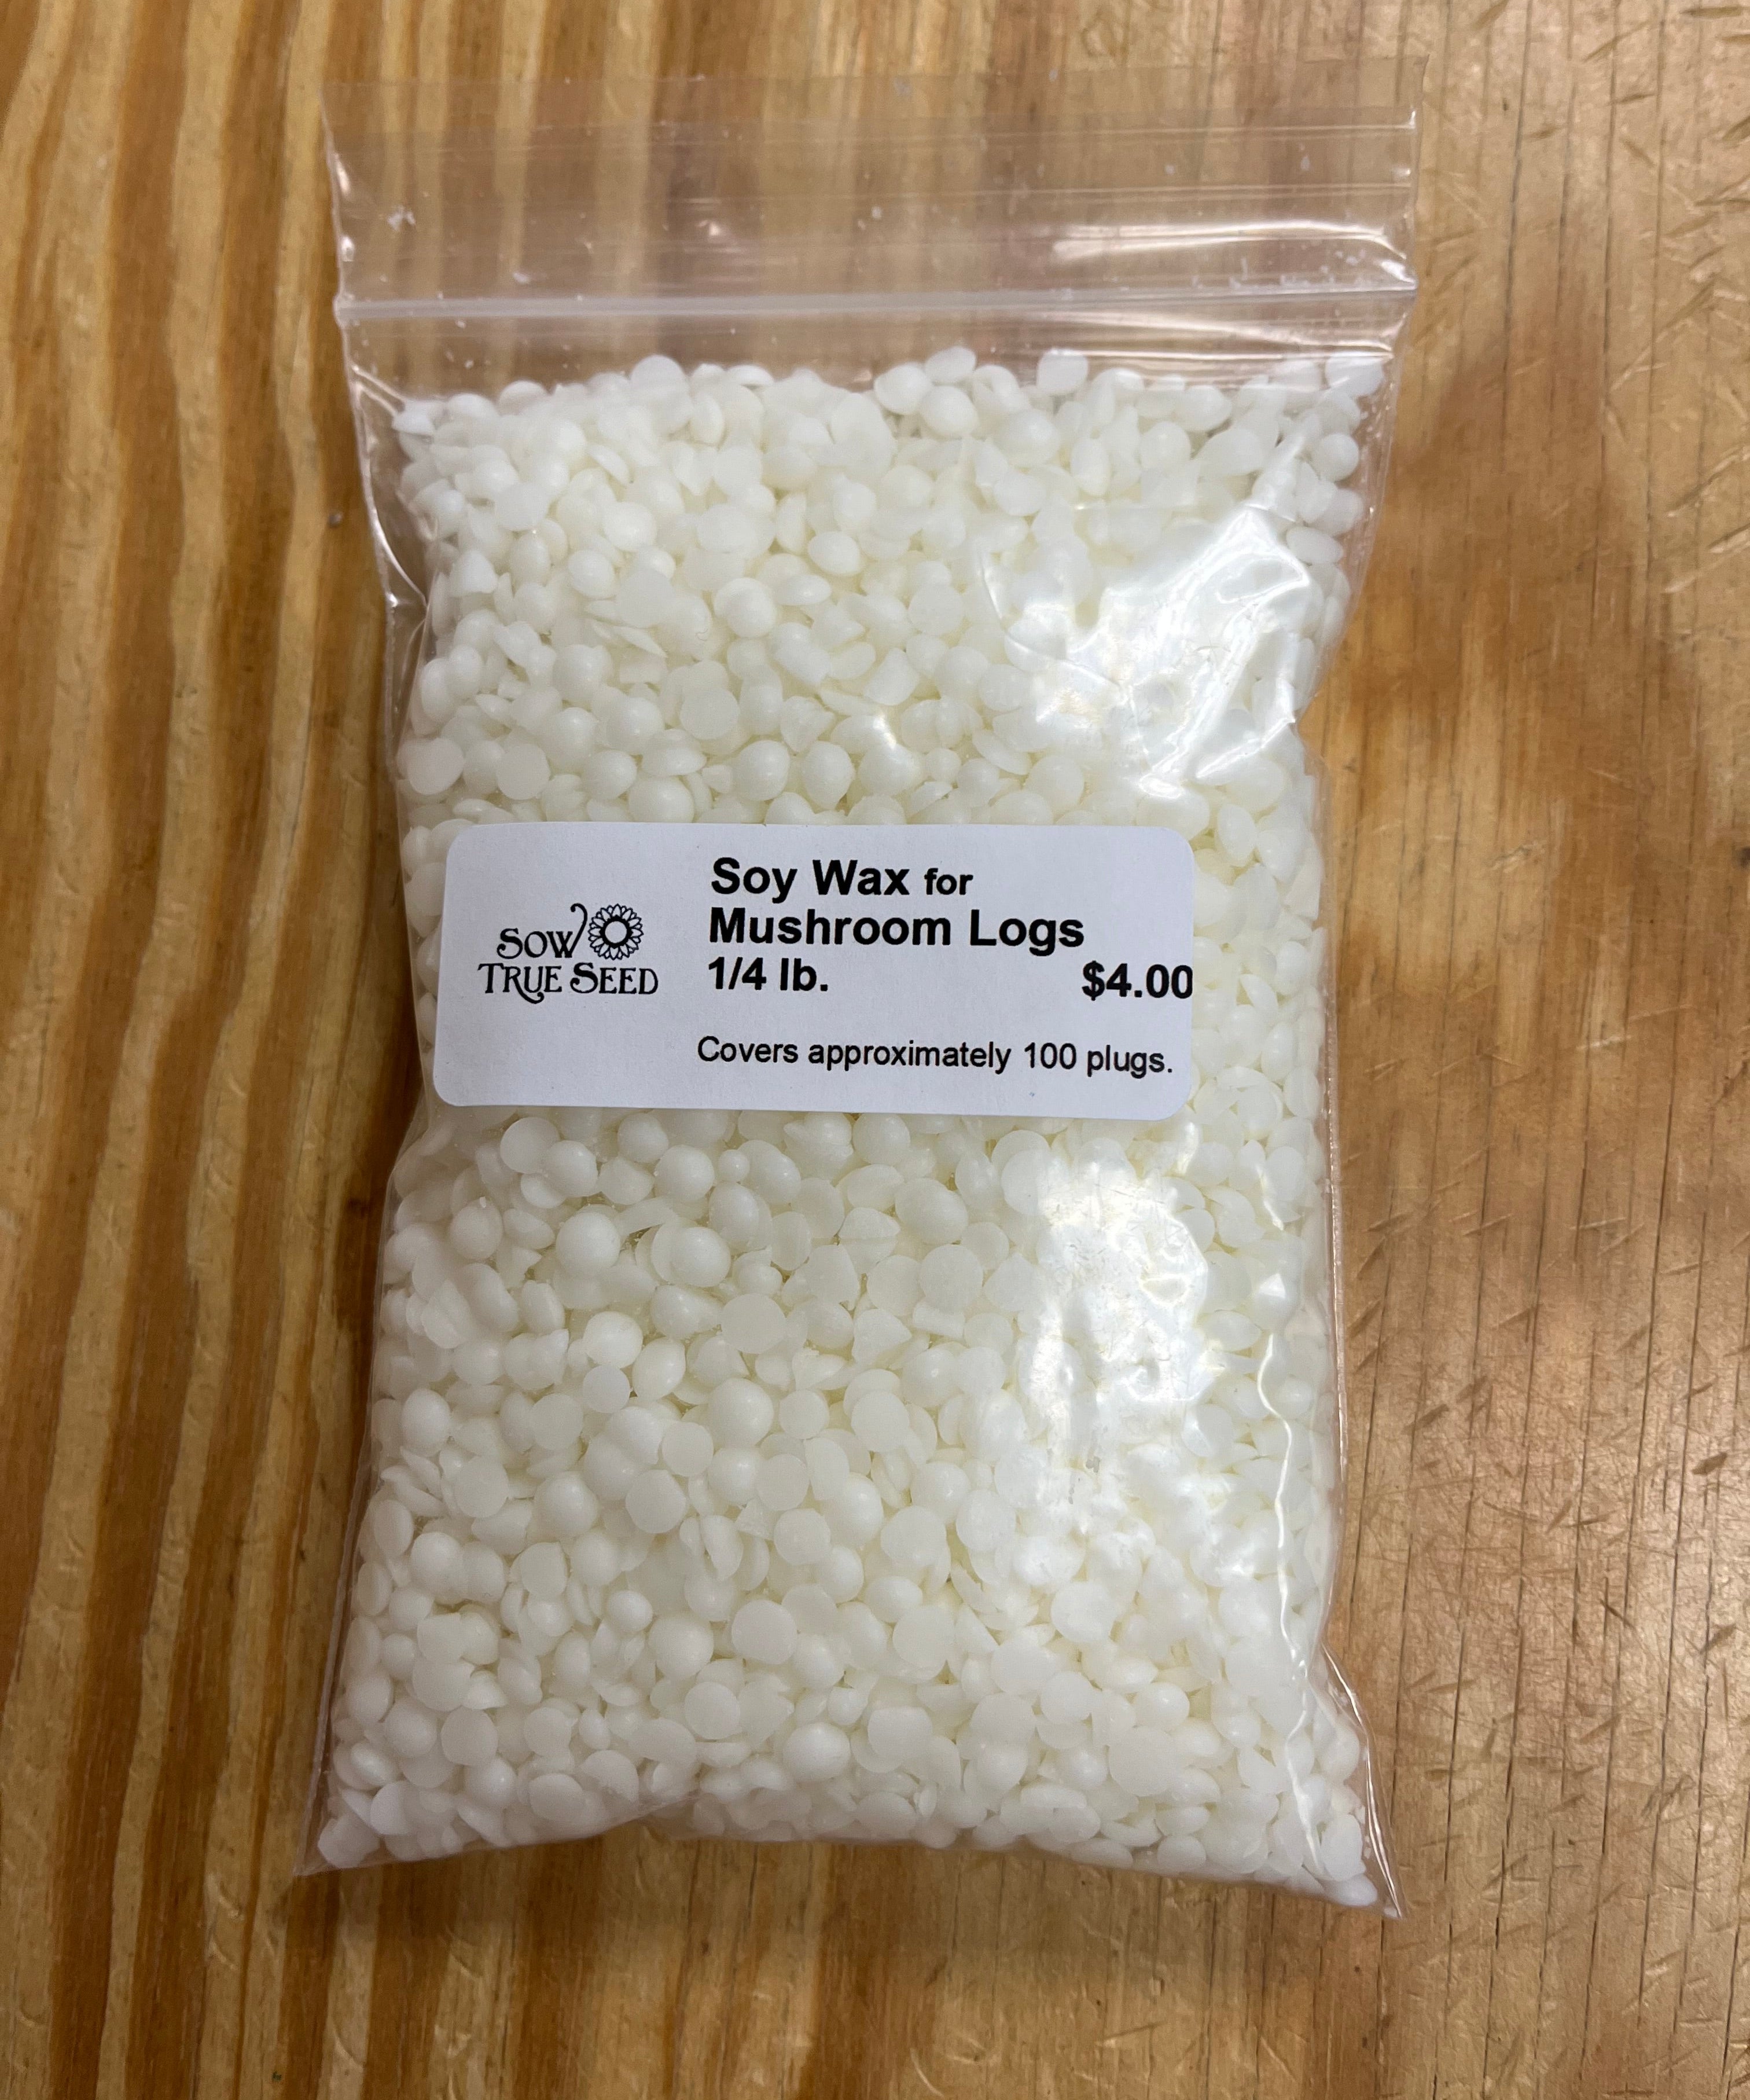 SOW
TRUE SEED
Soy Wax for
Mushroom Logs
1/4 lb. $4.00
Covers approximately 100 plugs.